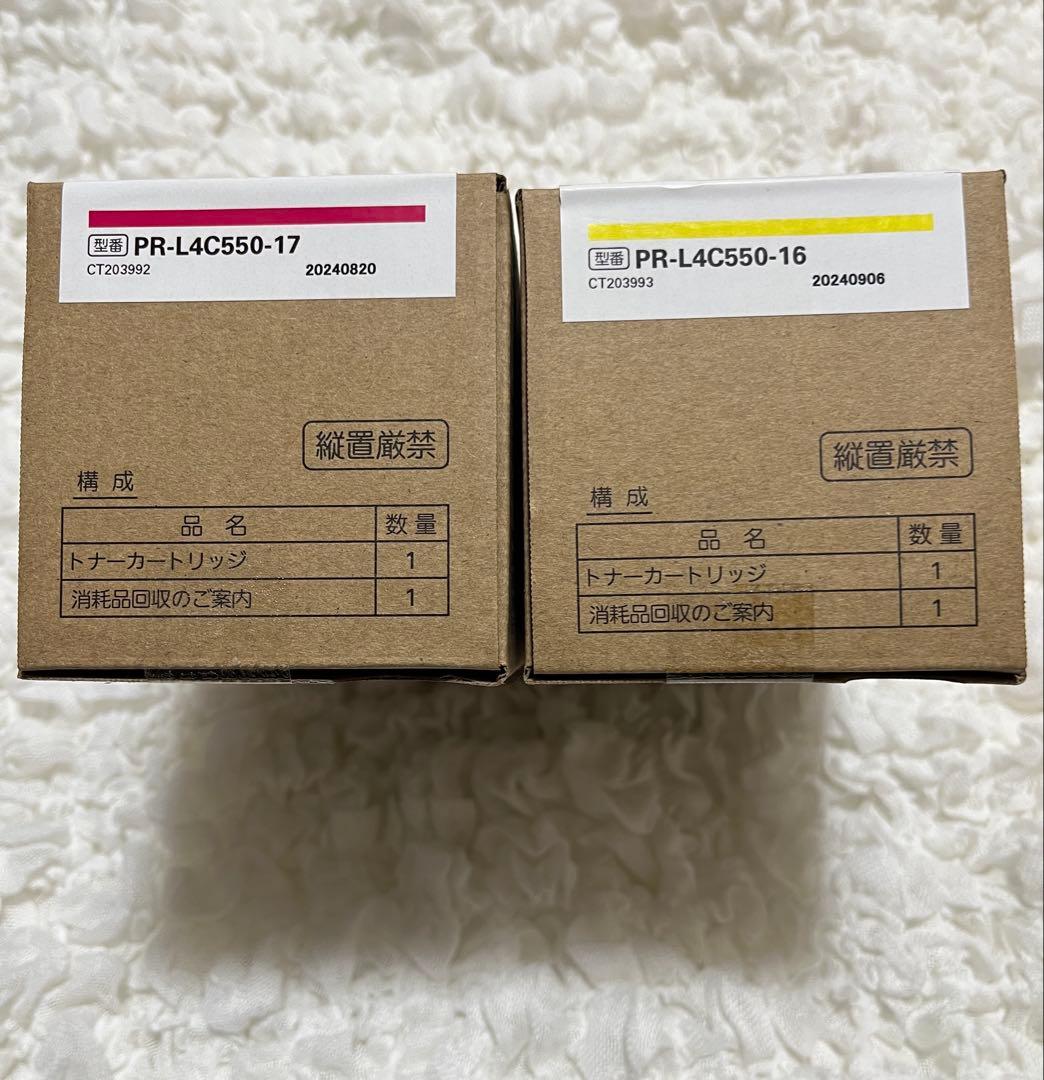 型番 PR-L4C550-17
CT203992 20240820
縦置厳禁
構成
品名 数量
トナーカートリッジ 1
消耗品回収のご案内 1
型番 PR-L4C550-16
CT203993 20240906
縦置厳禁
構成
品名 数量
トナーカートリッジ 1
消耗品回収のご案内 1